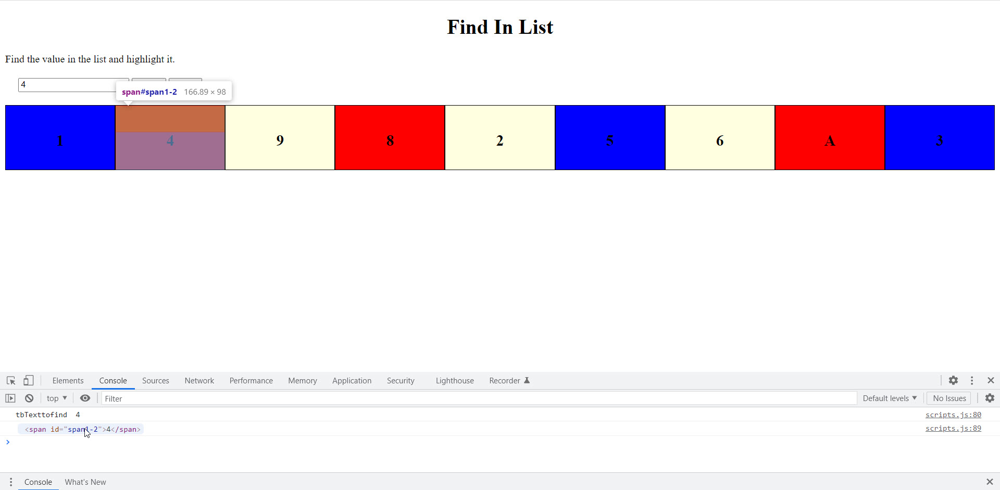 Find In List
Find the value in the list and highlight it.
4
span#span1-2 166.89 × 98
1 4 9 8 2 5 6 A 3
Elements Console Sources Network Performance Memory Application Security Lighthouse Recorder
top Filter Default levels No Issues
tbTexttofind 4 scripts.js:80
<span id="span1-2">4</span> scripts.js:89
Console What's New